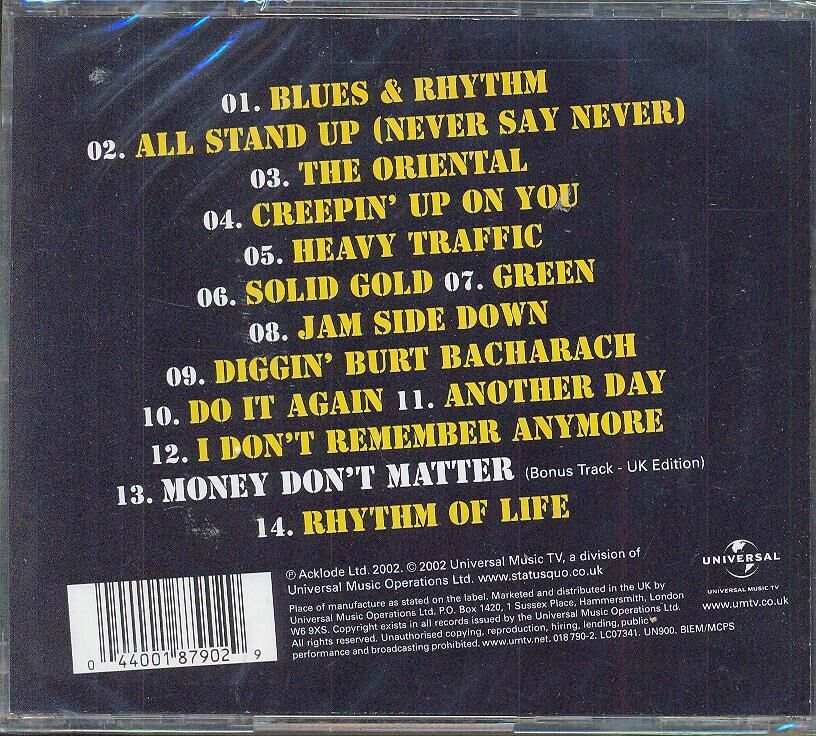 01. BLUES & RHYTHM
02. ALL STAND UP (NEVER SAY NEVER)
03. THE ORIENTAL
04. CREEPIN' UP ON YOU
05. HEAVY TRAFFIC
06. SOLID GOLD 07. GREEN
08. JAM SIDE DOWN
09. DIGGIN' BURT BACHARACH
10. DO IT AGAIN 11. ANOTHER DAY
12. I DON'T REMEMBER ANYMORE
13. MONEY DON'T MATTER (Bonus Track - UK Edition)
14. RHYTHM OF LIFE
℗ Acklode Ltd. 2002. © 2002 Universal Music TV, a division of
Universal Music Operations Ltd. www.statusquo.co.uk
Place of manufacture as stated on the label. Marketed and distributed in the UK by
Universal Music Operations Ltd. P.O. Box 1420, 1 Sussex Place, Hammersmith, London
W6 9XS. Copyright exists in all records issued by the Universal Music Operations Ltd.
All rights reserved. Unauthorised copying, reproduction, hiring, lending, public
performance and broadcasting prohibited. www.umtv.net. 018 790-2. LC07341. UN900. BIEM/MCPS
UNIVERSAL
UNIVERSAL MUSIC TV
www.umtv.co.uk
0 44001 87902 9